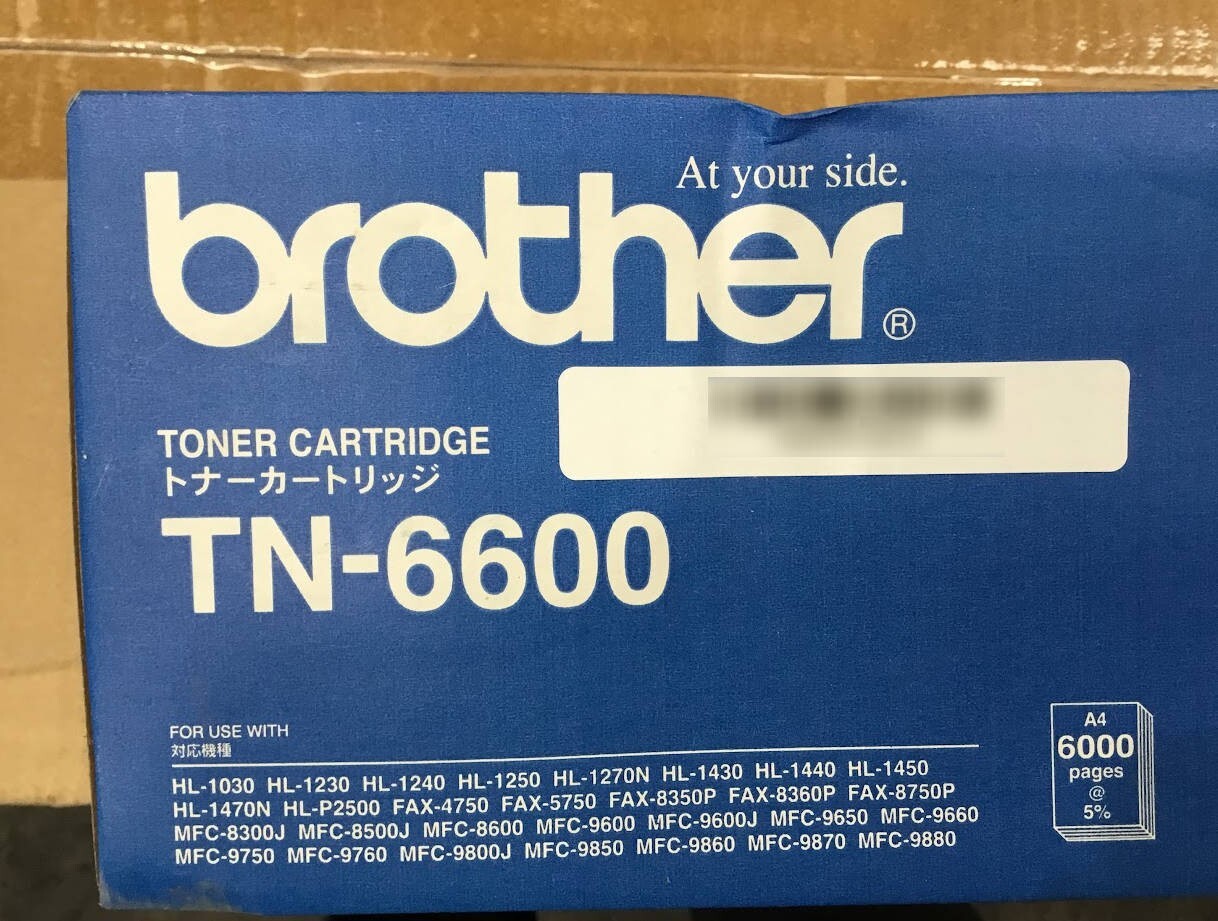 At your side.
brother®
TONER CARTRIDGE
トナーカートリッジ
TN-6600
FOR USE WITH
対応機種
HL-1030 HL-1230 HL-1240 HL-1250 HL-1270N HL-1430 HL-1440 HL-1450
HL-1470N HL-P2500 FAX-4750 FAX-5750 FAX-8350P FAX-8360P FAX-8750P
MFC-8300J MFC-8500J MFC-8600 MFC-9600 MFC-9600J MFC-9650 MFC-9660
MFC-9750 MFC-9760 MFC-9800J MFC-9850 MFC-9860 MFC-9870 MFC-9880
A4
6000
pages
@
5%